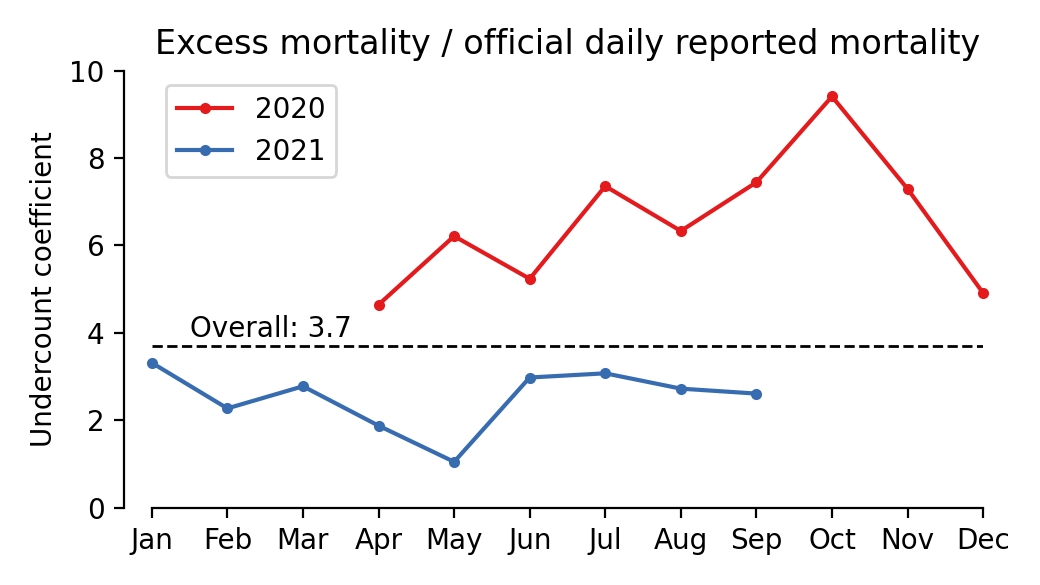 Excess mortality / official daily reported mortality
Undercount coefficient
10
8
6
4
2
0
2020
2021
Overall: 3.7
Jan Feb Mar Apr May Jun Jul Aug Sep Oct Nov Dec